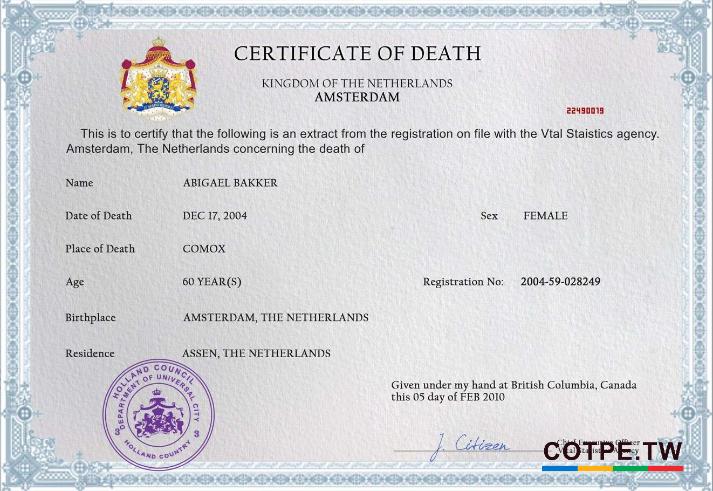 CERTIFICATE OF DEATH
KINGDOM OF THE NETHERLANDS
AMSTERDAM
22490079
This is to certify that the following is an extract from the registration on file with the Vtal Staistics agency.
Amsterdam, The Netherlands concerning the death of
Name ABIGAEL BAKKER
Date of Death DEC 17, 2004 Sex FEMALE
Place of Death COMOX
Age 60 YEAR(S) Registration No: 2004-59-028249
Birthplace AMSTERDAM, THE NETHERLANDS
Residence ASSEN, THE NETHERLANDS
HOLLAND COUNCIL
DEPARTMENT OF UNIVERSAL CITY
HOLLAND COUNTRY
Given under my hand at British Columbia, Canada
this 05 day of FEB 2010
J. Citizen
Chief Executive Officer
COTPE.TW